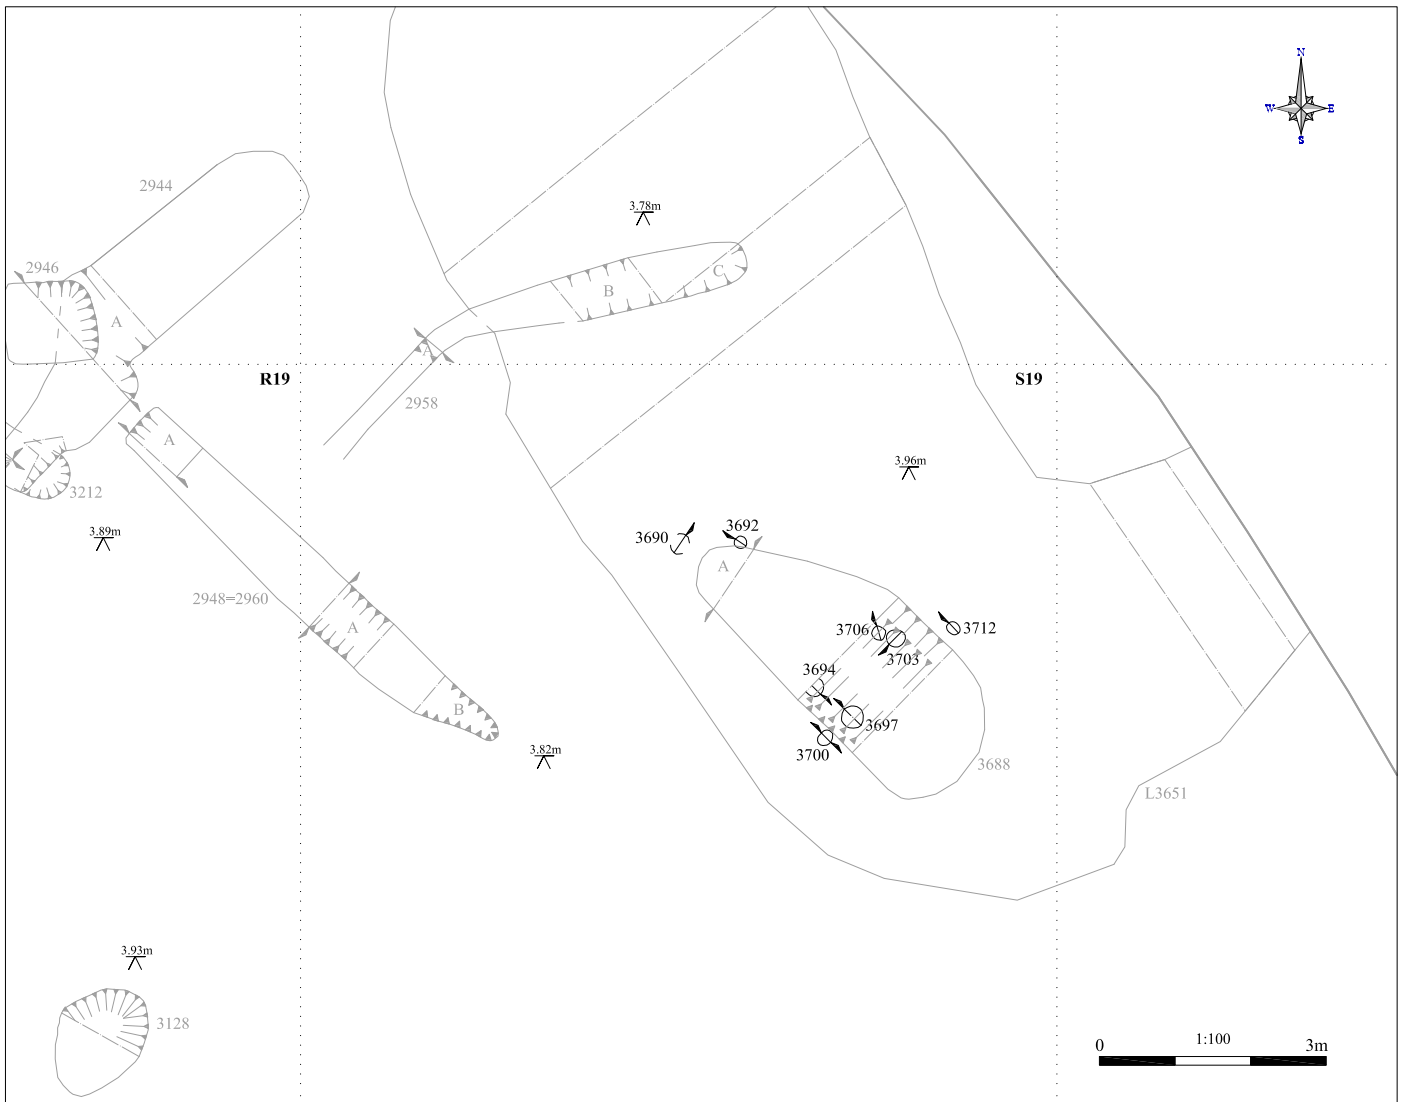 N
W E
S
2944
3.78m
2946
C
B
A
A
R19
S19
2958
A
3.96m
3212
3.89m
3690
3692
A
2948=2960
A
3706
3712
3703
3694
B
3697
3.82m
3700
3688
L3651
3.93m
3128
0 1:100 3m